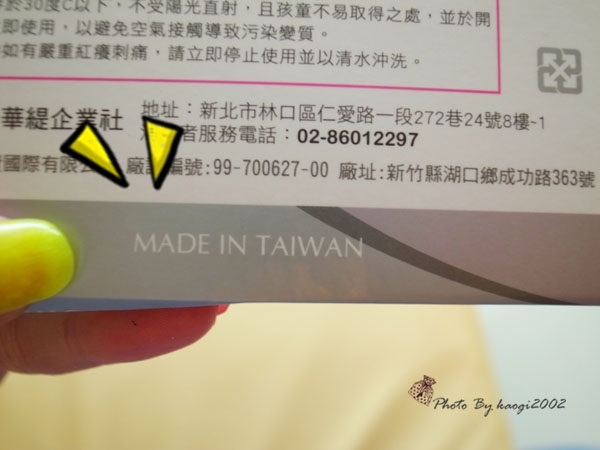 於30度C以下，不受陽光直射，且孩童不易取得之處，並於開
即使用，以避免空氣接觸導致污染變質。
如有嚴重紅癢刺痛，請立即停止使用並以清水沖洗。
華緹企業社 地址：新北市林口區仁愛路一段272巷24號8樓-1
者服務電話：02-86012297
國際有限 廠 編號:99-700627-00 廠址:新竹縣湖口鄉成功路363號
MADE IN TAIWAN
Photo By kaogi2002